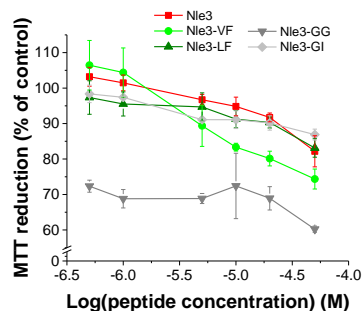 Nle3
Nle3-VF
Nle3-GG
Nle3-LF
Nle3-GI
MTT reduction (% of control)
110
100
90
80
70
60
0
-6.5 -6.0 -5.5 -5.0 -4.5 -4.0
Log(peptide concentration) (M)